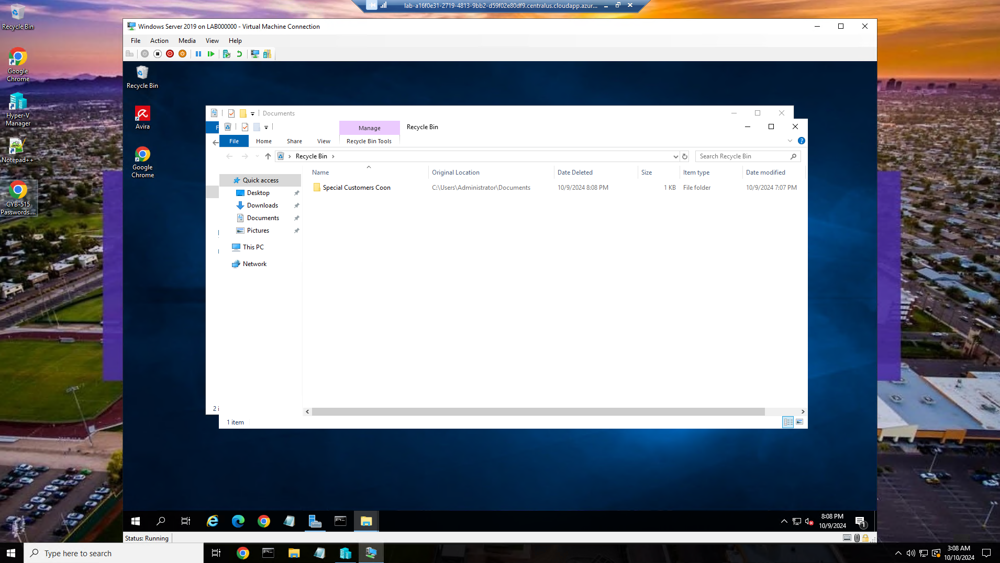 lab-a16f0e31-2719-4813-9bb2-d59f02e80df9.centralus.cloudapp.azur...
Recycle Bin
Google
Chrome
Hyper-V
Manager
Notepad++
CYB-515
Passwords....
Windows Server 2019 on LAB000000 - Virtual Machine Connection
File Action Media View Help
Recycle Bin
Avira
Google
Chrome
Documents
F
Manage Recycle Bin
File Home Share View Recycle Bin Tools
Recycle Bin
Search Recycle Bin
Quick access
Desktop
Downloads
Documents
Pictures
This PC
Network
Name Original Location Date Deleted Size Item type Date modified
Special Customers Coon C:\Users\Administrator\Documents 10/9/2024 8:08 PM 1 KB File folder 10/9/2024 7:07 PM
2 i
1 item
8:08 PM
10/9/2024
1
Status: Running
Type here to search
3:08 AM
10/10/2024